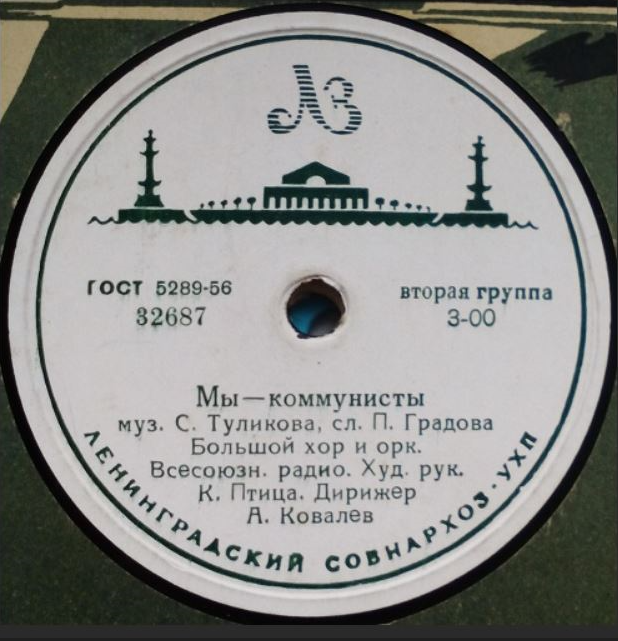 ЛЗ
ГОСТ 5289-56
32687
вторая группа
3-00
Мы—коммунисты
муз. С. Туликова, сл. П. Градова
Большой хор и орк.
Всесоюзн. радио. Худ. рук.
К. Птица. Дирижер
А. Ковалев
ЛЕНИНГРАДСКИЙ СОВНАРХОЗ·УХП